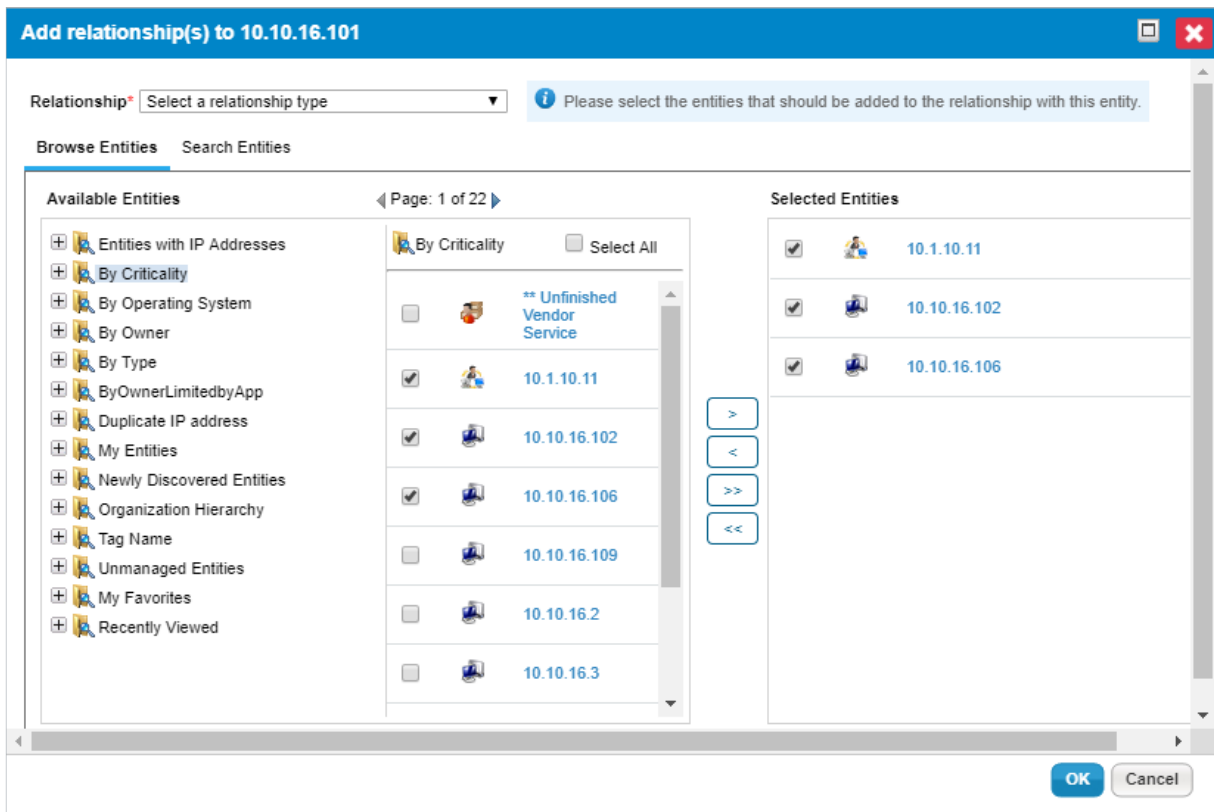 Add relationship(s) to 10.10.16.101
Relationship* Select a relationship type
Please select the entities that should be added to the relationship with this entity.
Browse Entities Search Entities
Available Entities
Page: 1 of 22
Entities with IP Addresses
By Criticality
By Operating System
By Owner
By Type
ByOwnerLimitedbyApp
Duplicate IP address
My Entities
Newly Discovered Entities
Organization Hierarchy
Tag Name
Unmanaged Entities
My Favorites
Recently Viewed
By Criticality Select All
** Unfinished
Vendor
Service
10.1.10.11
10.10.16.102
10.10.16.106
10.10.16.109
10.10.16.2
10.10.16.3
>
<
>>
<<
Selected Entities
10.1.10.11
10.10.16.102
10.10.16.106
OK Cancel